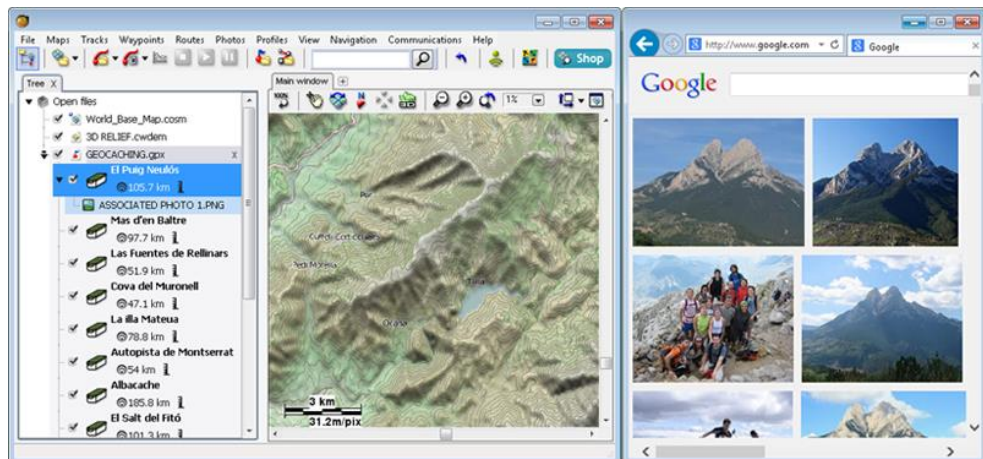 File Maps Tracks Waypoints Routes Photos Profiles View Navigation Communications Help
Shop
Tree X
Open files
World_Base_Map.cosm
3D RELIEF.cwdem
GEOCACHING.gpx x
El Puig Neulós
105.7 km
ASSOCIATED PHOTO 1.PNG
Mas d'en Baltre
97.7 km
Las Fuentes de Rellinars
51.9 km
Cova del Muronell
47.1 km
La illa Mateua
78.8 km
Autopista de Montserrat
54 km
Albacache
185.8 km
El Salt del Fitó
101.3 km
Main window
100%
1%
3 km
31.2m/pix
http://www.google.com
Google
Google